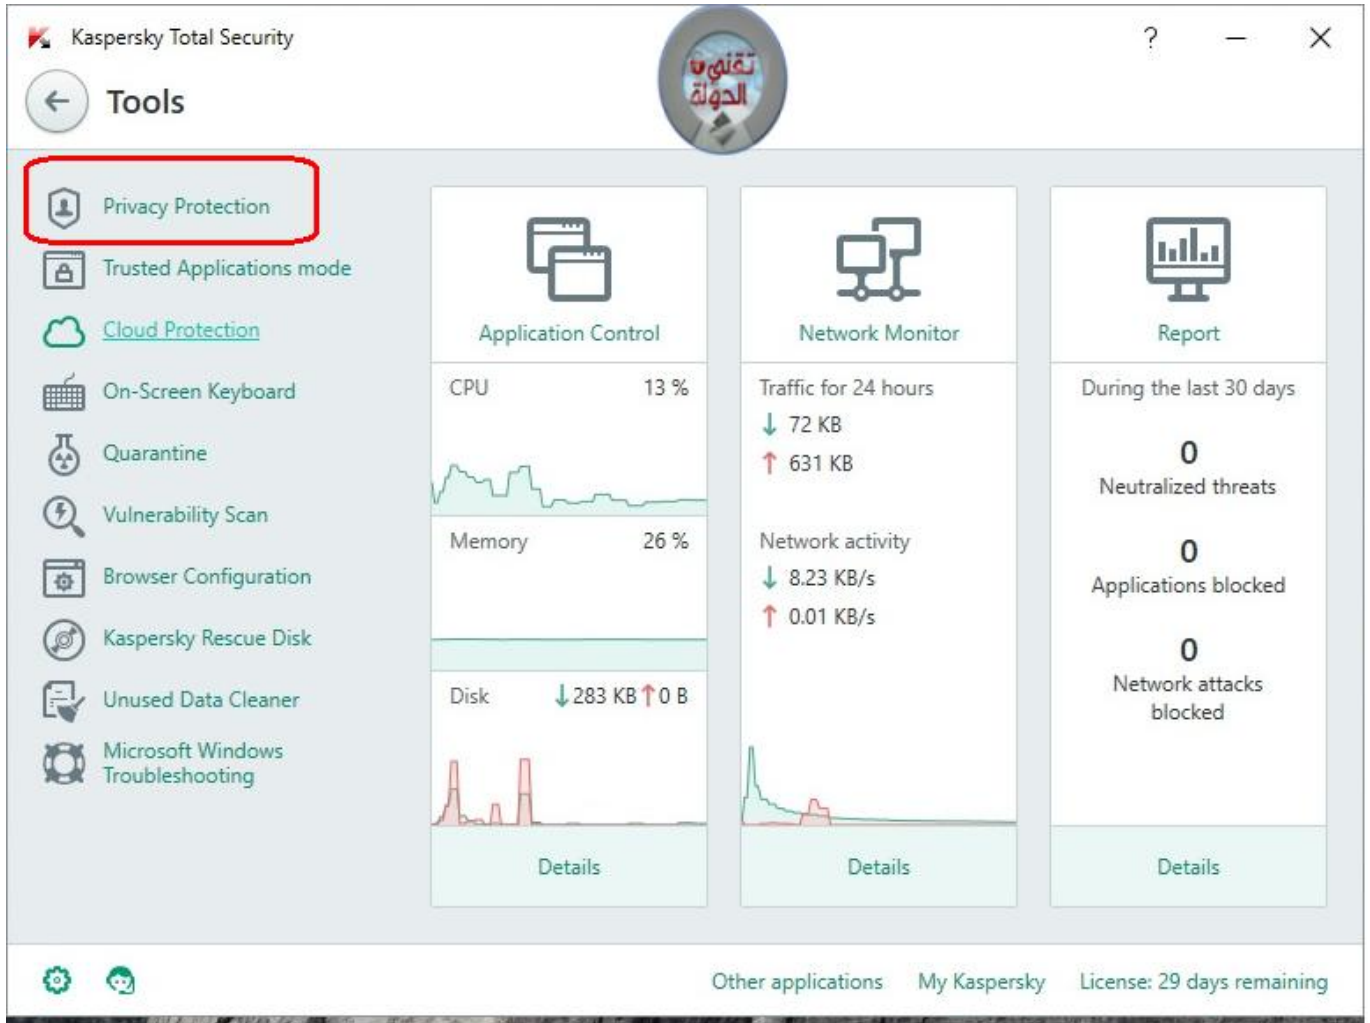 Kaspersky Total Security
?
Tools
تقنيون
الدولة
Privacy Protection
Trusted Applications mode
Cloud Protection
On-Screen Keyboard
Quarantine
Vulnerability Scan
Browser Configuration
Kaspersky Rescue Disk
Unused Data Cleaner
Microsoft Windows
Troubleshooting
Application Control
CPU 13 %
Memory 26 %
Disk ↓283 KB↑0 B
Details
Network Monitor
Traffic for 24 hours
↓ 72 KB
↑ 631 KB
Network activity
↓ 8.23 KB/s
↑ 0.01 KB/s
Details
Report
During the last 30 days
0
Neutralized threats
0
Applications blocked
0
Network attacks
blocked
Details
Other applications My Kaspersky License: 29 days remaining